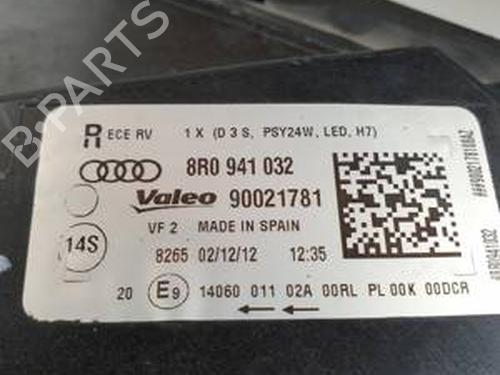 R ECE RV 1 X (D 3 S, PSY24W, LED, H7)
8R0 941 032
Valeo 90021781
VF 2 MADE IN SPAIN
14S
8265 02/12/12 12:35
20 E9 14060 011 02A 00RL PL 00K 00DCR
B-PARTS